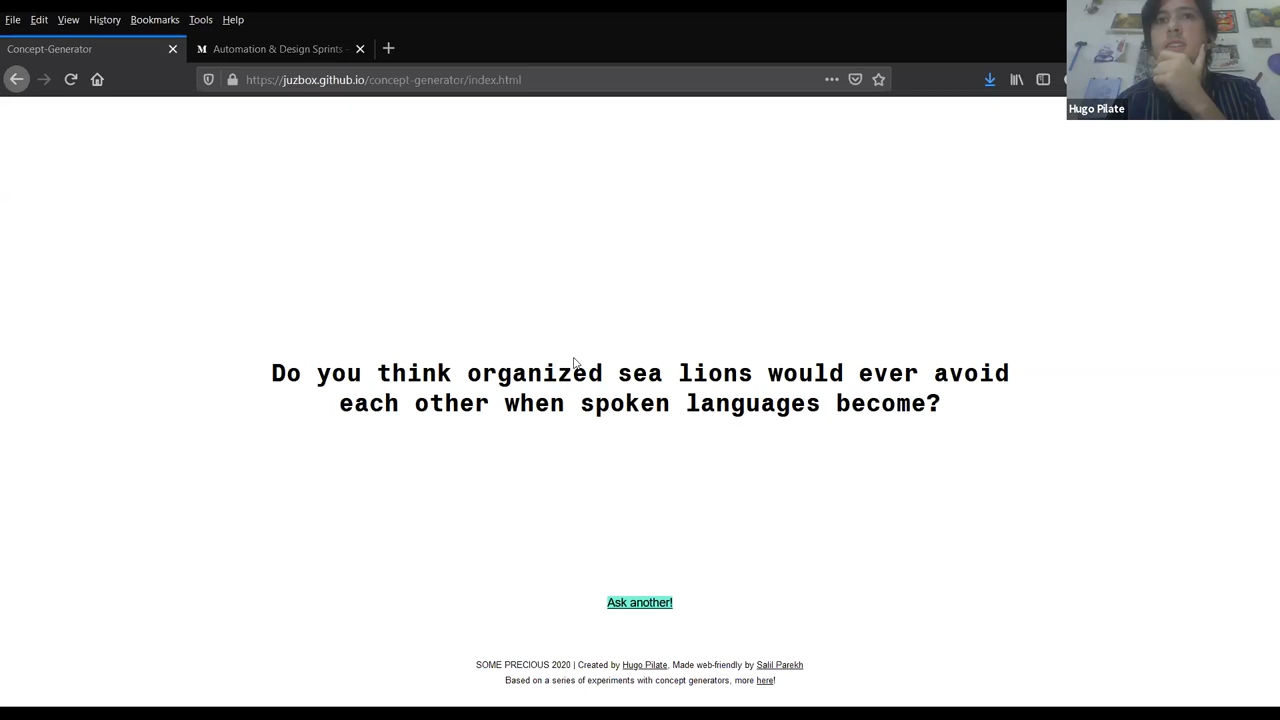 File Edit View History Bookmarks Tools Help
Concept-Generator
Automation & Design Sprints
https://juzbox.github.io/concept-generator/index.html
Hugo Pilate
Do you think organized sea lions would ever avoid
each other when spoken languages become?
Ask another!
SOME PRECIOUS 2020 | Created by Hugo Pilate, Made web-friendly by Salil Parekh
Based on a series of experiments with concept generators, more here!